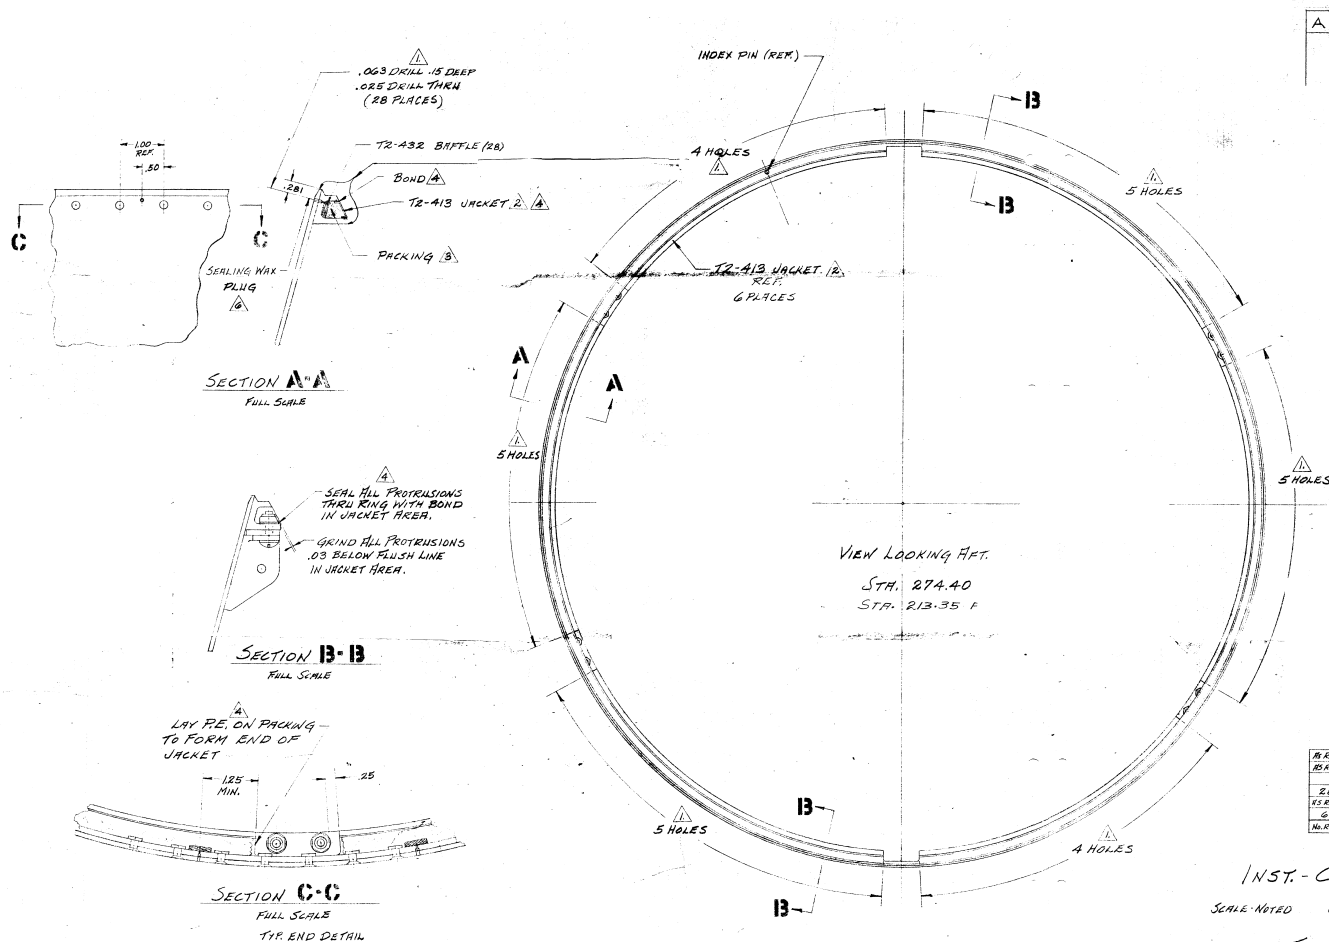 A
1.
.063 DRILL .15 DEEP
.025 DRILL THRU
(28 PLACES)
INDEX PIN (REF.)
B
1.00
REF.
.50
T2-432 BAFFLE (28)
.281
BOND 4
T2-413 JACKET. 2 4
PACKING 3
C
C
SEALING WAX
PLUG
6
SECTION A-A
FULL SCALE
4 HOLES
1.
1.
5 HOLES
B
T2-413 JACKET. 2
REF.
6 PLACES
A
A
1.
5 HOLES
1.
5 HOLES
4
SEAL ALL PROTRUSIONS
THRU RING WITH BOND
IN JACKET AREA.
GRIND ALL PROTRUSIONS
.03 BELOW FLUSH LINE
IN JACKET AREA.
SECTION B-B
FULL SCALE
VIEW LOOKING AFT.
STA. 274.40
STA. 213.35
4
LAY P.E. ON PACKING
TO FORM END OF
JACKET
1.25
MIN.
.25
SECTION C-C
FULL SCALE
TYP. END DETAIL
1.
5 HOLES
B
B
1.
4 HOLES
INST.-
SCALE-NOTED